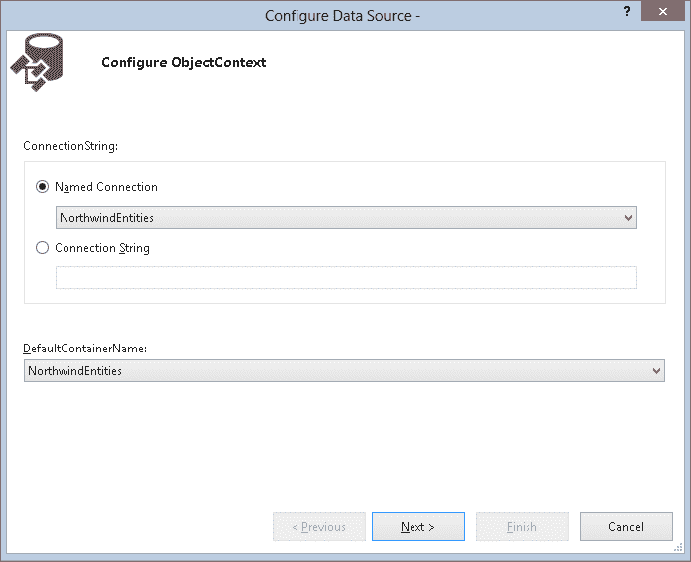 Configure Data Source -
?
x
Configure ObjectContext
ConnectionString:
Named Connection
NorthwindEntities
Connection String
DefaultContainerName:
NorthwindEntities
< Previous
Next >
Finish
Cancel